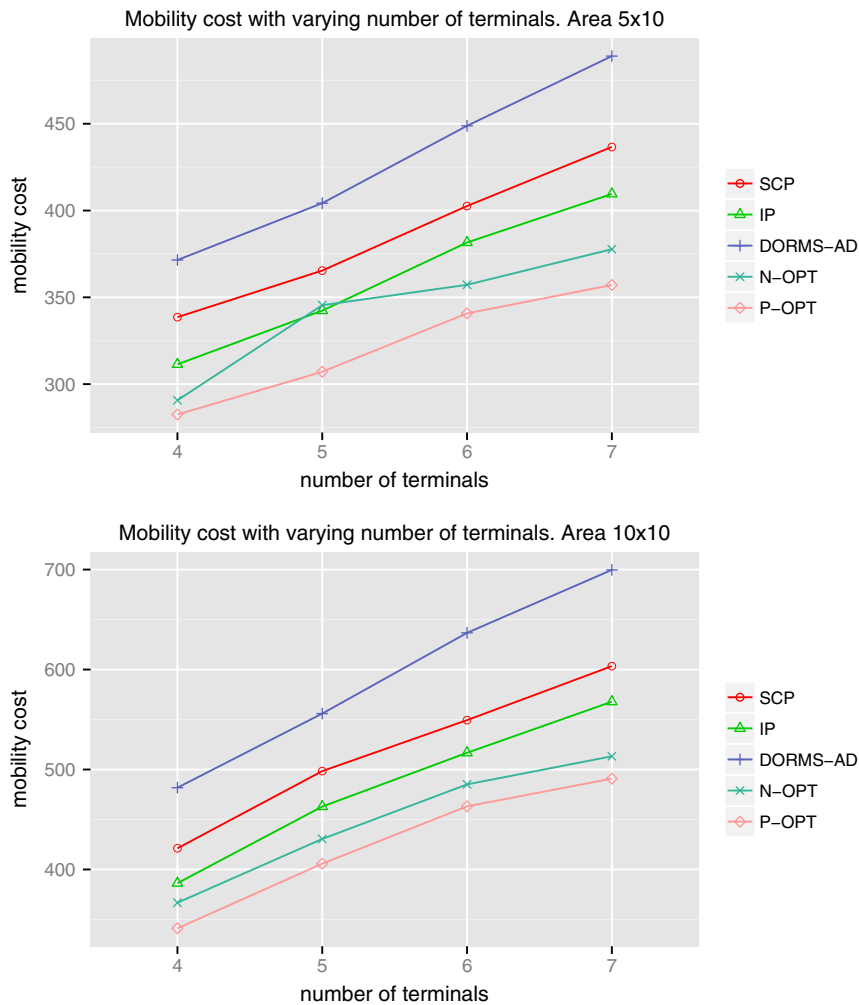 Mobility cost with varying number of terminals. Area 5x10
mobility cost
450
400
350
300
4 5 6 7
number of terminals
SCP
IP
DORMS−AD
N−OPT
P−OPT
Mobility cost with varying number of terminals. Area 10x10
mobility cost
700
600
500
400
4 5 6 7
number of terminals
SCP
IP
DORMS−AD
N−OPT
P−OPT